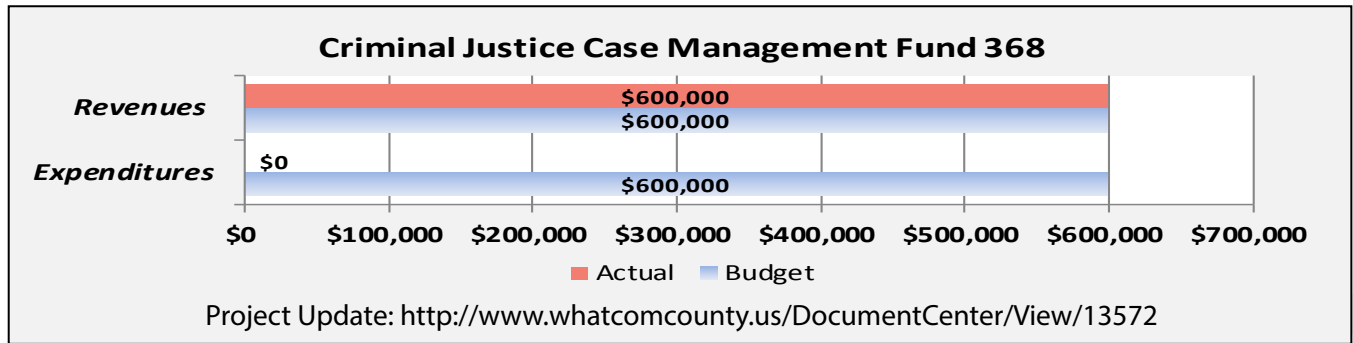 Criminal Justice Case Management Fund 368
Revenues
$600,000
$600,000
Expenditures
$0
$600,000
$0 $100,000 $200,000 $300,000 $400,000 $500,000 $600,000 $700,000
Actual Budget
Project Update: http://www.whatcomcounty.us/DocumentCenter/View/13572